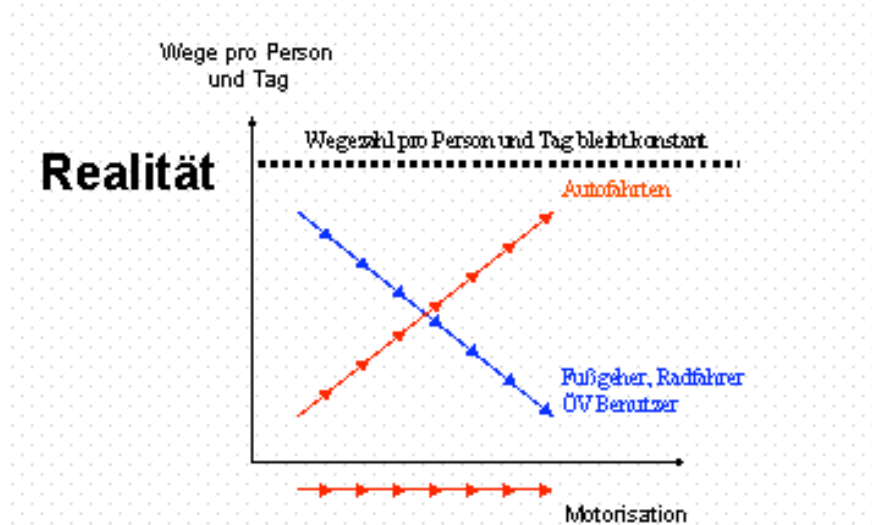 Wege pro Person
und Tag
Realität
Wegezahl pro Person und Tag bleibt konstant
Autofahrten
Fußgeher, Radfahrer
ÖV Benutzer
Motorisation